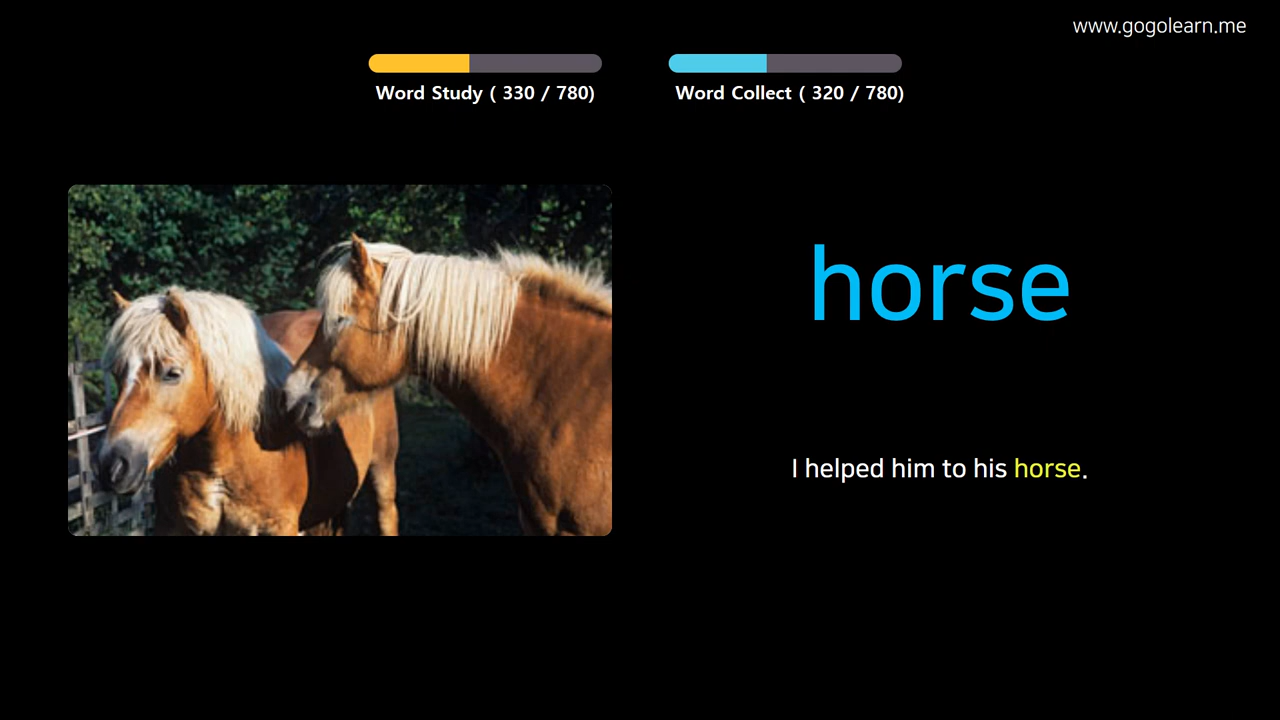 www.gogolearn.me
Word Study ( 330 / 780)
Word Collect ( 320 / 780)
horse
I helped him to his horse.